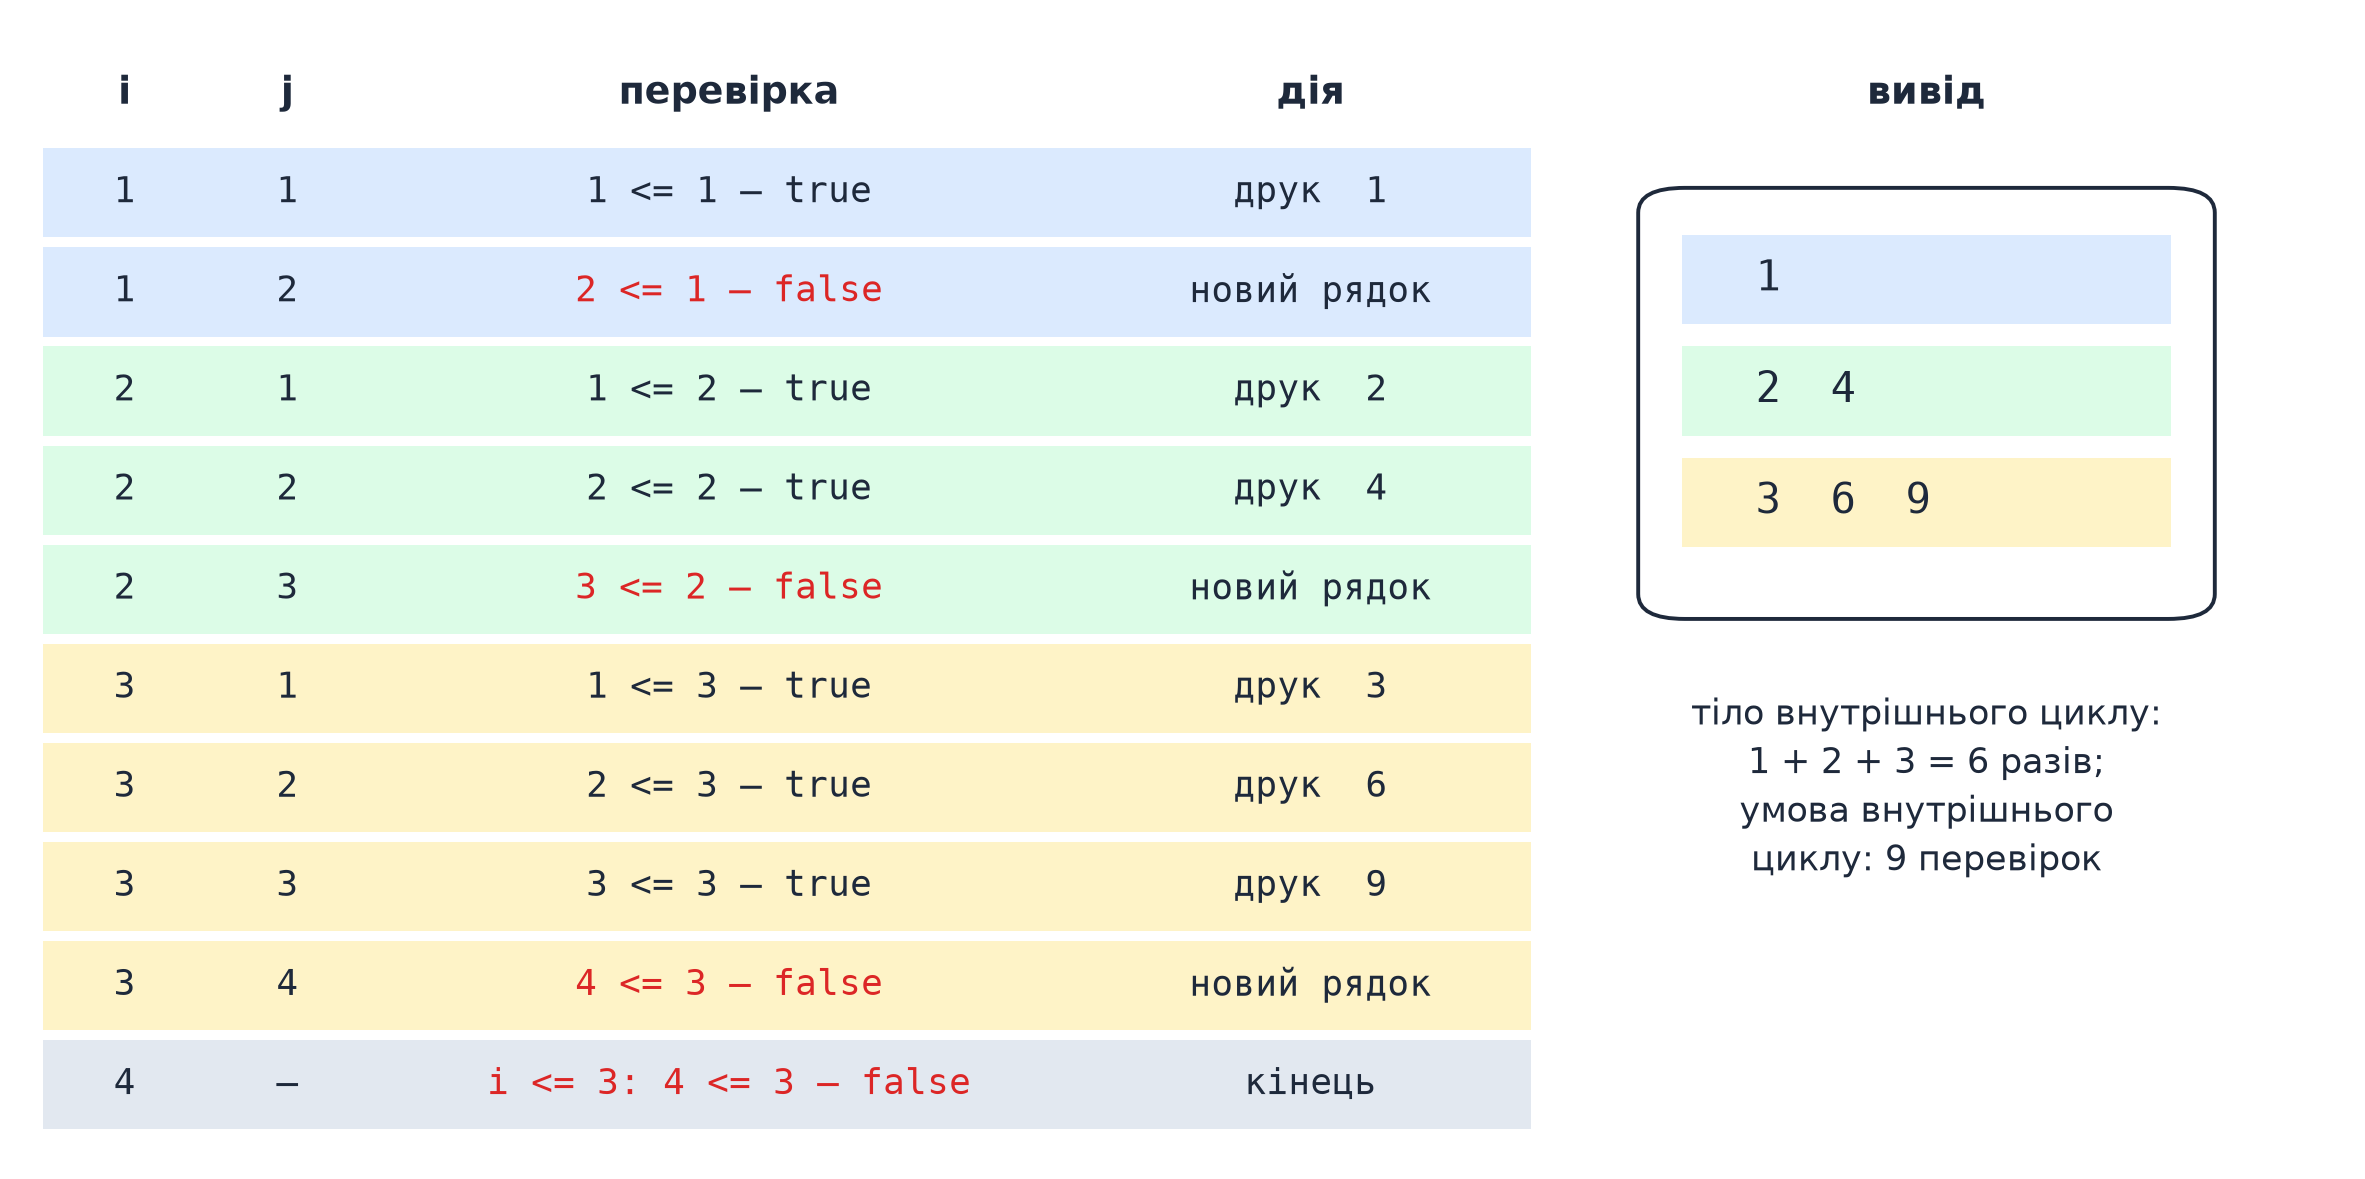 i j перевірка дія
1 1 1 <= 1 — true друк 1
1 2 2 <= 1 — false новий рядок
2 1 1 <= 2 — true друк 2
2 2 2 <= 2 — true друк 4
2 3 3 <= 2 — false новий рядок
3 1 1 <= 3 — true друк 3
3 2 2 <= 3 — true друк 6
3 3 3 <= 3 — true друк 9
3 4 4 <= 3 — false новий рядок
4 — i <= 3: 4 <= 3 — false кінець
вивід
1
2 4
3 6 9
тіло внутрішнього циклу:
1 + 2 + 3 = 6 разів;
умова внутрішнього
циклу: 9 перевірок